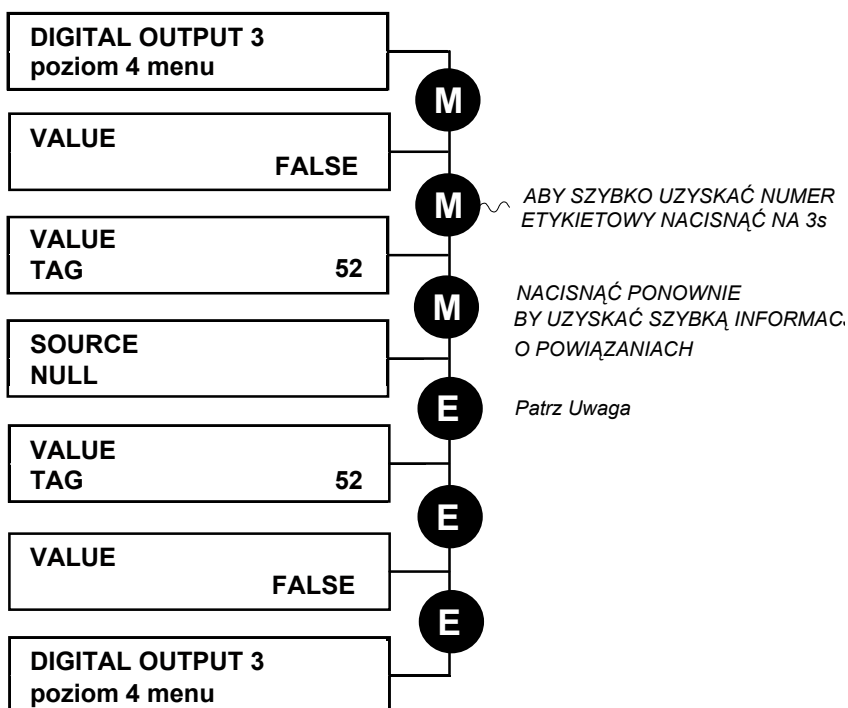 DIGITAL OUTPUT 3
poziom 4 menu
M
VALUE
FALSE
M
ABY SZYBKO UZYSKAĆ NUMER
ETYKIETOWY NACISNĄĆ NA 3s
VALUE
TAG 52
M
NACISNĄĆ PONOWNIE
BY UZYSKAĆ SZYBKĄ
O POWIĄZANIACH
SOURCE
NULL
E
Patrz Uwaga
VALUE
TAG 52
E
VALUE
FALSE
E
DIGITAL OUTPUT 3
poziom 4 menu